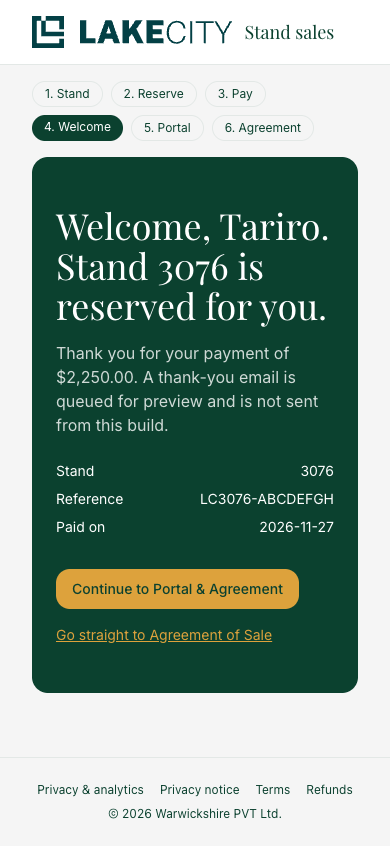 LAKECITY Stand sales
1. Stand 2. Reserve 3. Pay
4. Welcome 5. Portal 6. Agreement
Welcome, Tariro.
Stand 3076 is
reserved for you.
Thank you for your payment of
$2,250.00. A thank-you email is
queued for preview and is not sent
from this build.
Stand 3076
Reference LC3076-ABCDEFGH
Paid on 2026-11-27
Continue to Portal & Agreement
Go straight to Agreement of Sale
Privacy & analytics Privacy notice Terms Refunds
© 2026 Warwickshire PVT Ltd.